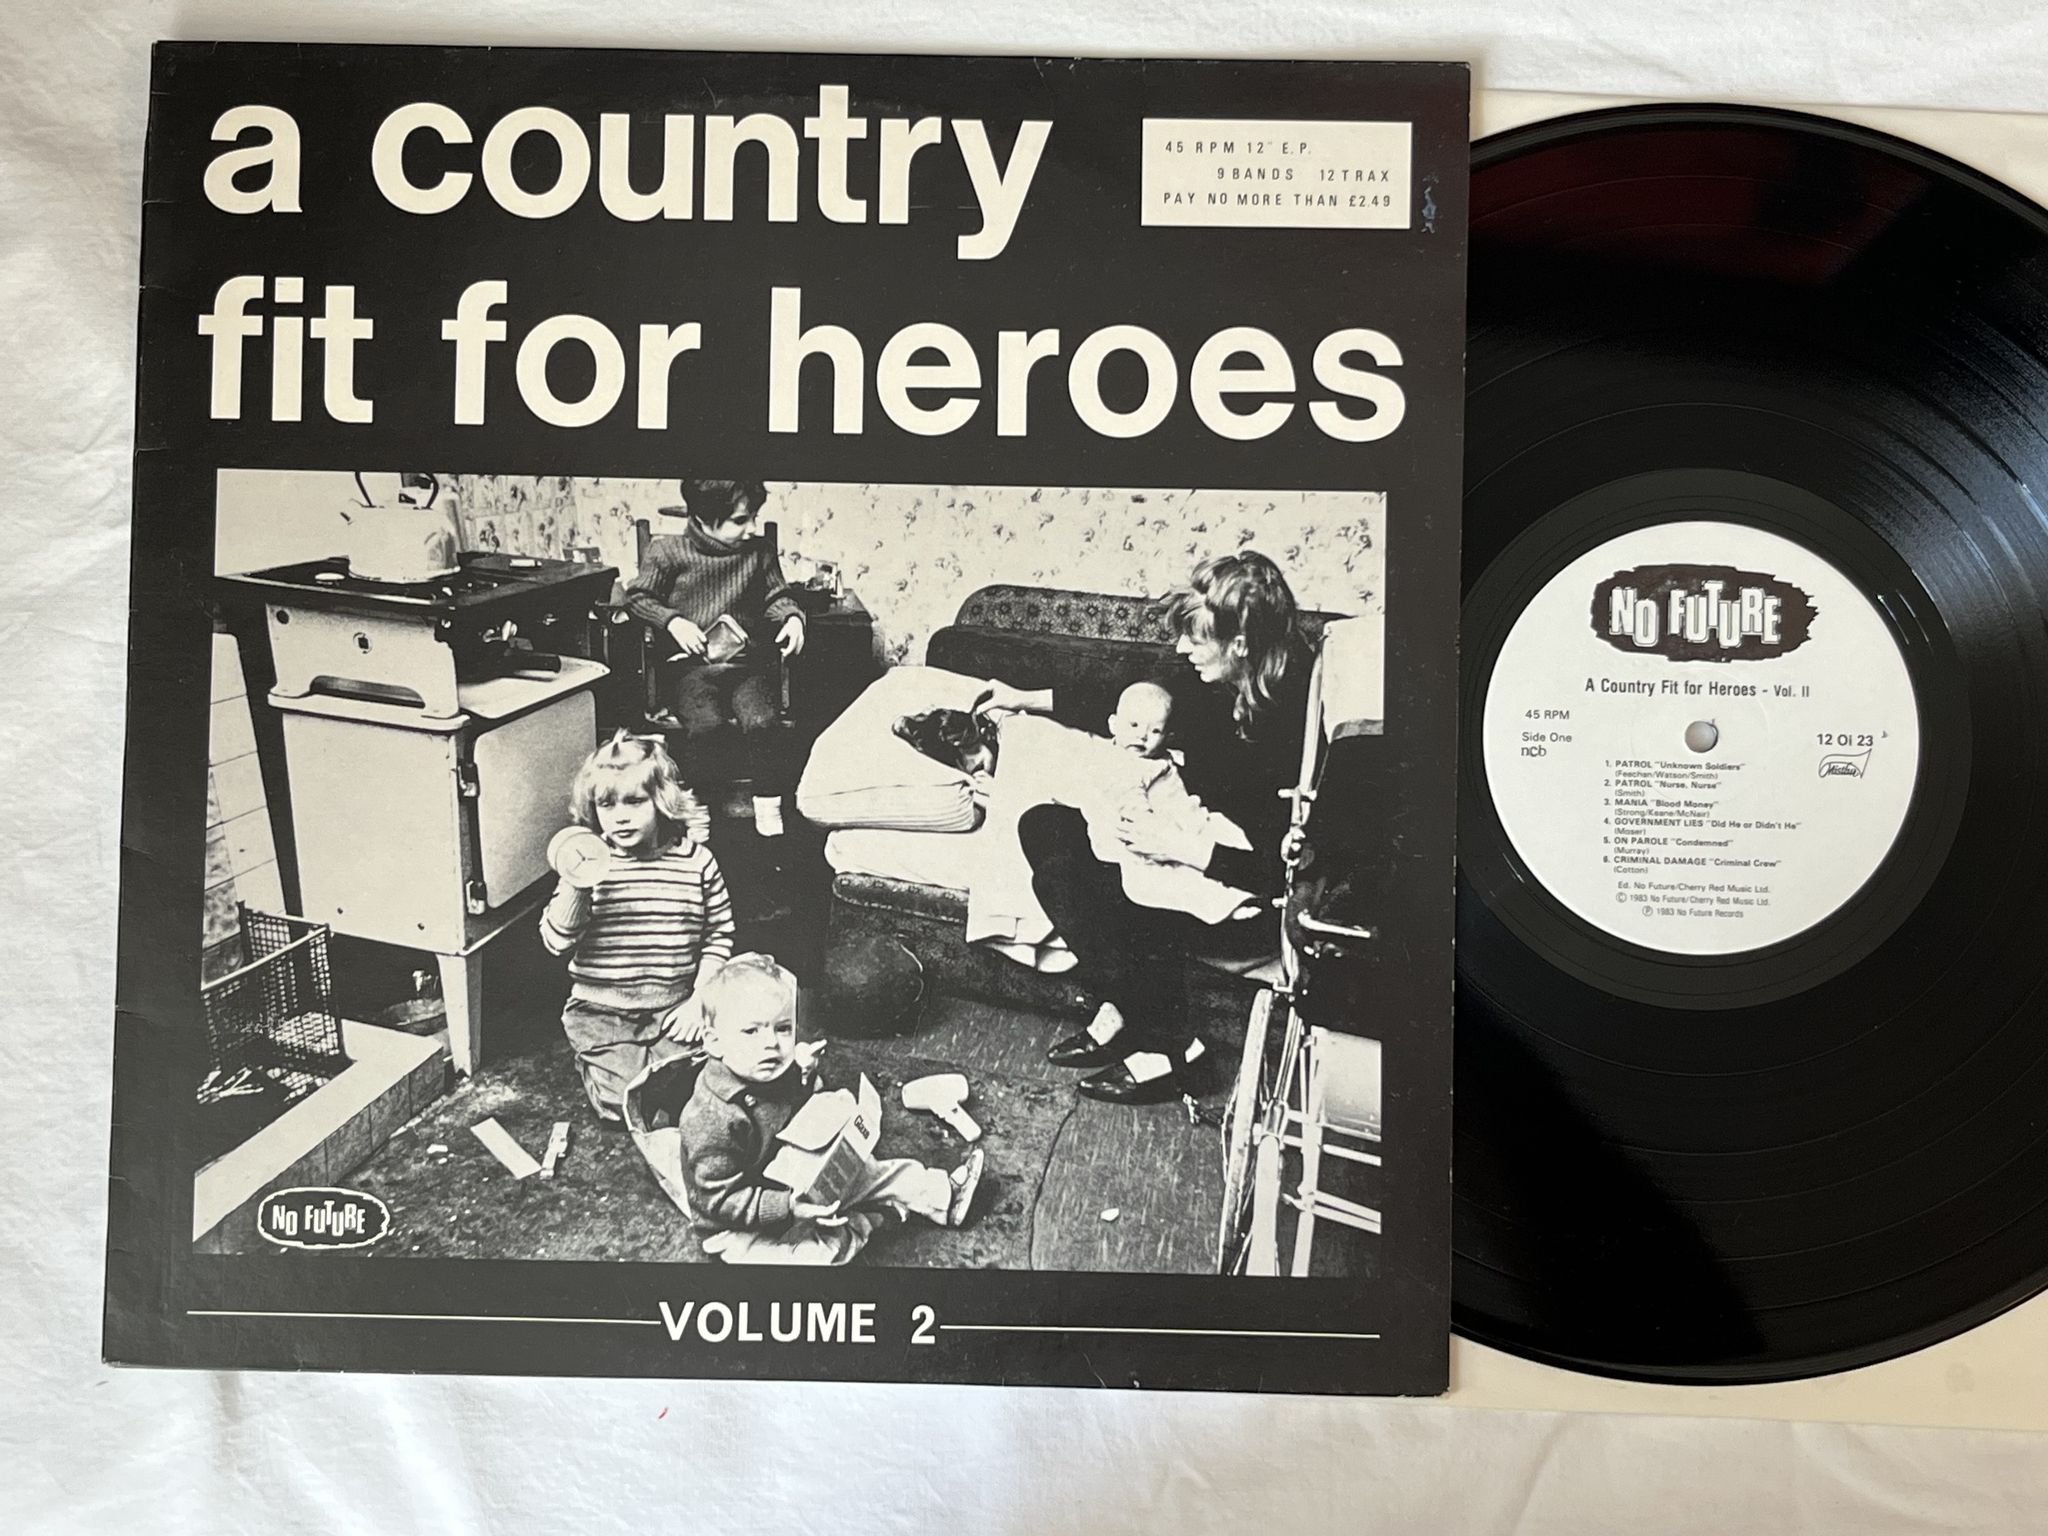 a country
fit for heroes
45 RPM 12" E.P.
9 BANDS 12 TRAX
PAY NO MORE THAN £2.49
Glaxo
NO FUTURE
VOLUME 2
NO FUTURE
A Country Fit for Heroes - Vol. II
45 RPM
Side One
ncb
12 Oi 23
1. PATROL "Unknown Soldiers"
(Feachan/Watson/Smith)
2. PATROL "Nurse, Nurse"
(Smith)
3. MANIA "Blood Money"
(Strong/Keane/McNair)
4. GOVERNMENT LIES "Did He or Didn't He"
(Moser)
5. ON PAROLE "Condemned"
(Murray)
6. CRIMINAL DAMAGE "Criminal Crew"
(Cotton)
Ed. No Future/Cherry Red Music Ltd.
© 1983 No Future/Cherry Red Music Ltd.
℗ 1983 No Future Records